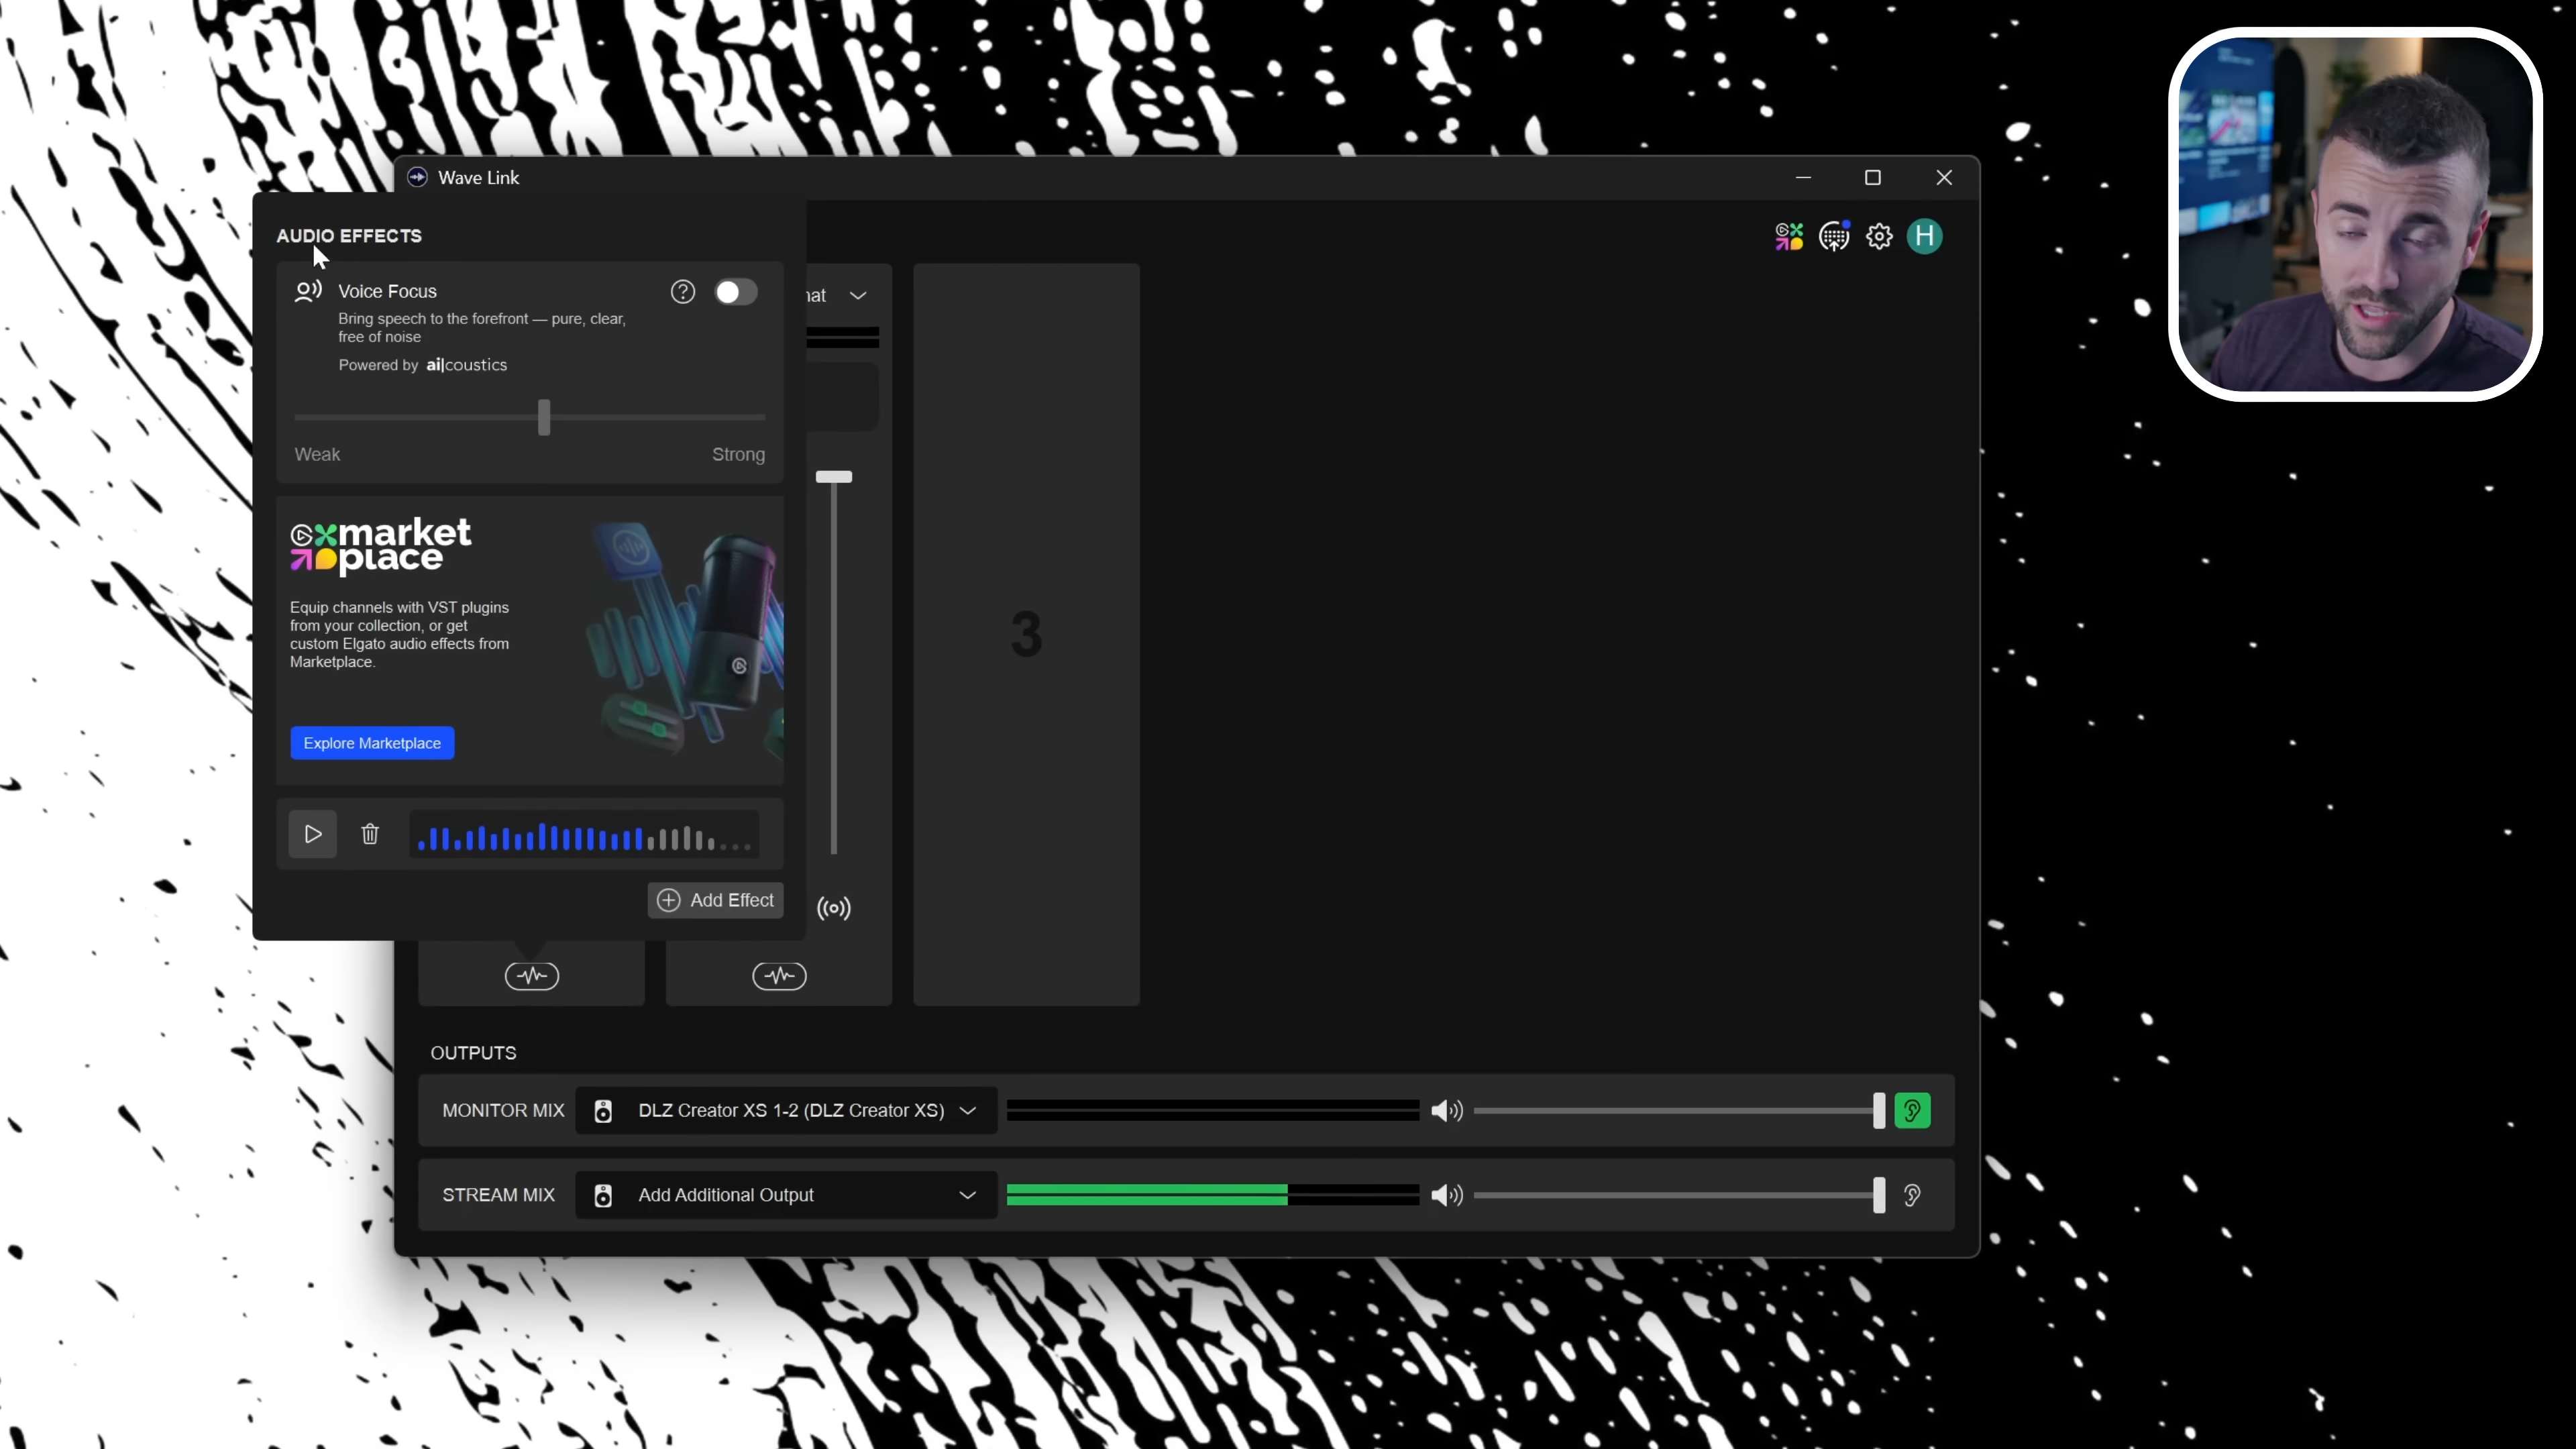 Wave Link
AUDIO EFFECTS
H
Voice Focus
?
Bring speech to the forefront — pure, clear,
free of noise
Powered by ai|coustics
Weak
Strong
hat
market
place
Equip channels with VST plugins
from your collection, or get
custom Elgato audio effects from
Marketplace.
Explore Marketplace
Add Effect
3
OUTPUTS
MONITOR MIX
DLZ Creator XS 1-2 (DLZ Creator XS)
STREAM MIX
Add Additional Output